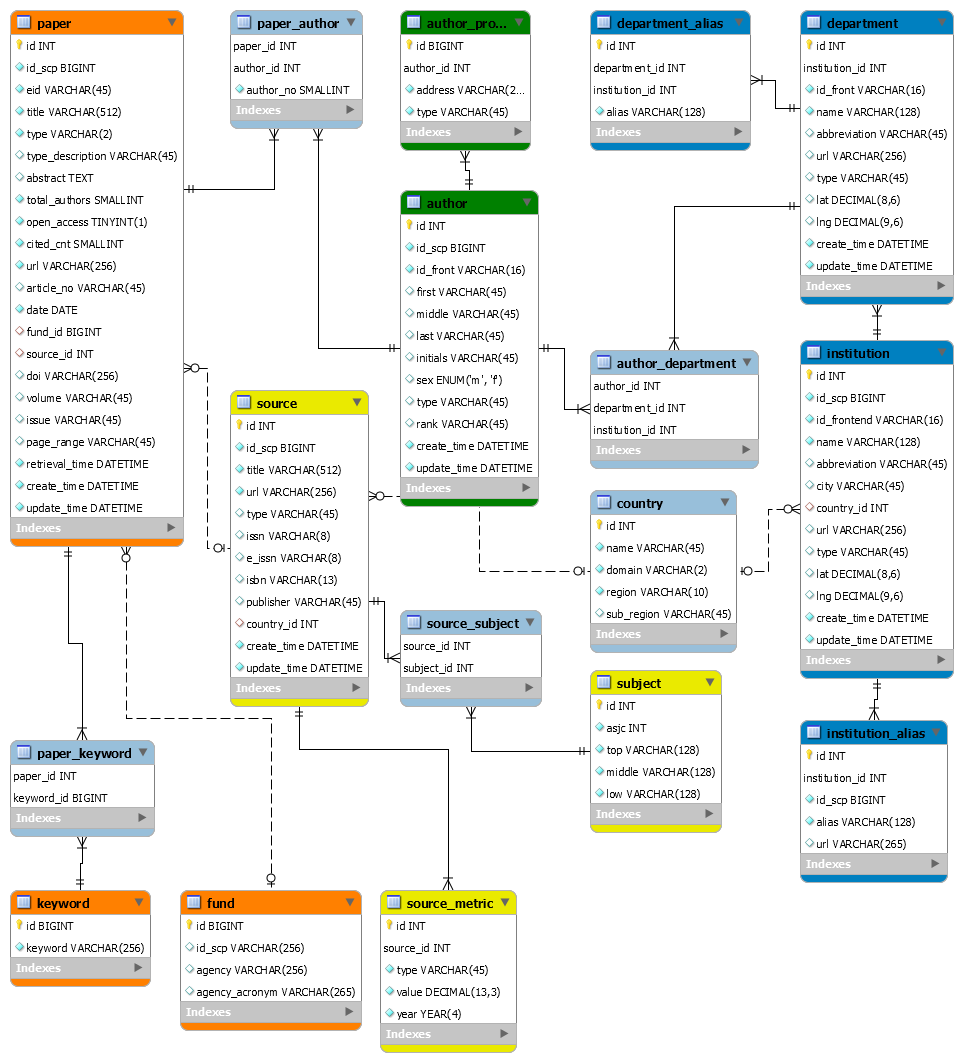 paper
id INT
id_scp BIGINT
eid VARCHAR(45)
title VARCHAR(512)
type VARCHAR(2)
type_description VARCHAR(45)
abstract TEXT
total_authors SMALLINT
open_access TINYINT(1)
cited_cnt SMALLINT
url VARCHAR(256)
article_no VARCHAR(45)
date DATE
fund_id BIGINT
source_id INT
doi VARCHAR(256)
volume VARCHAR(45)
issue VARCHAR(45)
page_range VARCHAR(45)
retrieval_time DATETIME
create_time DATETIME
update_time DATETIME
Indexes
paper_author
paper_id INT
author_id INT
author_no SMALLINT
Indexes
author_pro...
id BIGINT
author_id INT
address VARCHAR(2...
type VARCHAR(45)
Indexes
department_alias
id INT
department_id INT
institution_id INT
alias VARCHAR(128)
Indexes
department
id INT
institution_id INT
id_front VARCHAR(16)
name VARCHAR(128)
abbreviation VARCHAR(45)
url VARCHAR(256)
type VARCHAR(45)
lat DECIMAL(8,6)
lng DECIMAL(9,6)
create_time DATETIME
update_time DATETIME
Indexes
author
id INT
id_scp BIGINT
id_front VARCHAR(16)
first VARCHAR(45)
middle VARCHAR(45)
last VARCHAR(45)
initials VARCHAR(45)
sex ENUM('m', 'f')
type VARCHAR(45)
rank VARCHAR(45)
create_time DATETIME
update_time DATETIME
Indexes
author_department
author_id INT
department_id INT
institution_id INT
Indexes
institution
id INT
id_scp BIGINT
id_frontend VARCHAR(16)
name VARCHAR(128)
abbreviation VARCHAR(45)
city VARCHAR(45)
country_id INT
url VARCHAR(256)
type VARCHAR(45)
lat DECIMAL(8,6)
lng DECIMAL(9,6)
create_time DATETIME
update_time DATETIME
Indexes
source
id INT
id_scp BIGINT
title VARCHAR(512)
url VARCHAR(256)
type VARCHAR(45)
issn VARCHAR(8)
e_issn VARCHAR(8)
isbn VARCHAR(13)
publisher VARCHAR(45)
country_id INT
create_time DATETIME
update_time DATETIME
Indexes
country
id INT
name VARCHAR(45)
domain VARCHAR(2)
region VARCHAR(10)
sub_region VARCHAR(45)
Indexes
source_subject
source_id INT
subject_id INT
Indexes
subject
id INT
asjc INT
top VARCHAR(128)
middle VARCHAR(128)
low VARCHAR(128)
Indexes
institution_alias
id INT
institution_id INT
id_scp BIGINT
alias VARCHAR(128)
url VARCHAR(265)
Indexes
paper_keyword
paper_id INT
keyword_id BIGINT
Indexes
keyword
id BIGINT
keyword VARCHAR(256)
Indexes
fund
id BIGINT
id_scp VARCHAR(256)
agency VARCHAR(256)
agency_acronym VARCHAR(265)
Indexes
source_metric
id INT
source_id INT
type VARCHAR(45)
value DECIMAL(13,3)
year YEAR(4)
Indexes